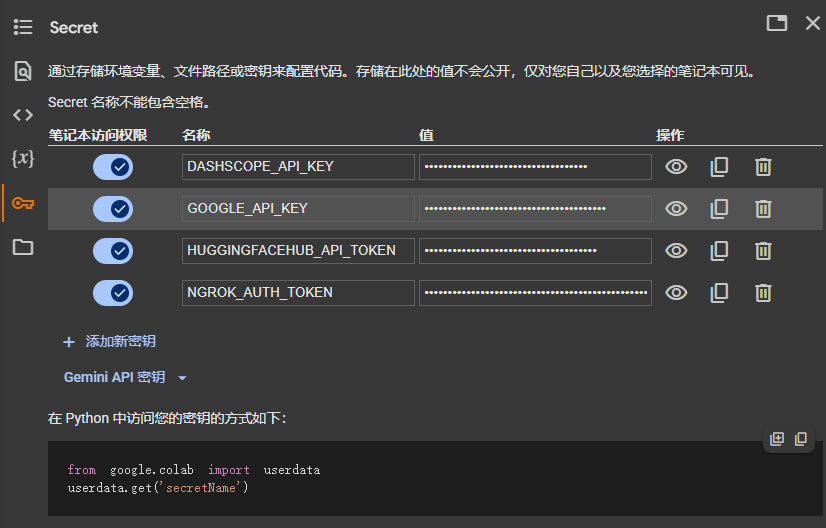 Secret
通过存储环境变量、文件路径或密钥来配置代码。存储在此处的值不会公开，仅对您自己以及您选择的笔记本可见。
Secret 名称不能包含空格。
笔记本访问权限 名称 值 操作
DASHSCOPE_API_KEY ••••••••••••••••••••••••••••••••••••
GOOGLE_API_KEY •••••••••••••••••••••••••••••••••••••••
HUGGINGFACEHUB_API_TOKEN •••••••••••••••••••••••••••••••••••••
NGROK_AUTH_TOKEN •••••••••••••••••••••••••••••••••••••••••••••••••
+ 添加新密钥
Gemini API 密钥
在 Python 中访问您的密钥的方式如下：
from google.colab import userdata
userdata.get('secretName')